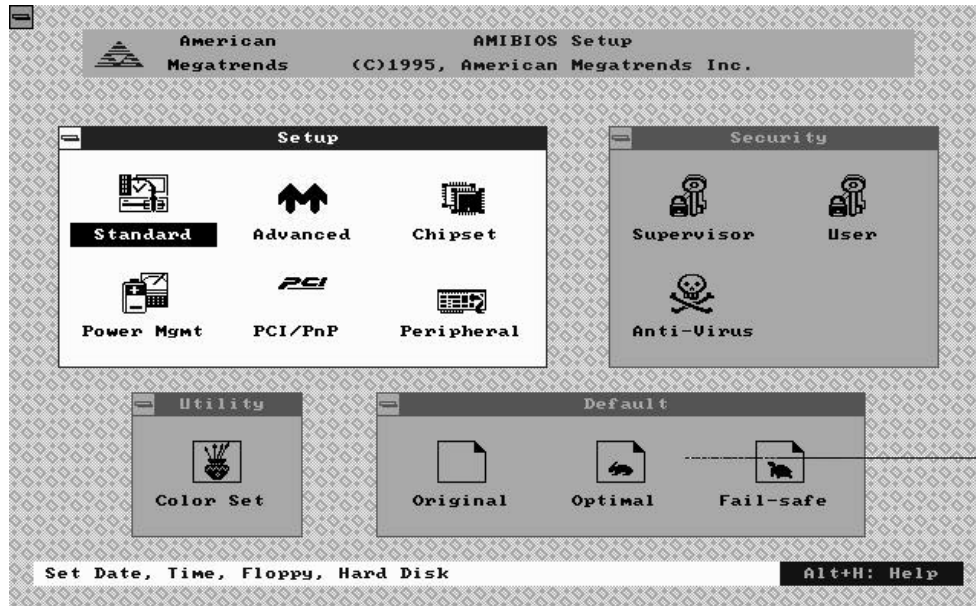 American
Megatrends
AMIBIOS Setup
(C)1995, American Megatrends Inc.
Setup
Standard
Advanced
Chipset
Power Mgmt
PCI
PCI/PnP
Peripheral
Security
Supervisor
User
Anti-Virus
Utility
Color Set
Default
Original
Optimal
Fail-safe
Set Date, Time, Floppy, Hard Disk
Alt+H: Help